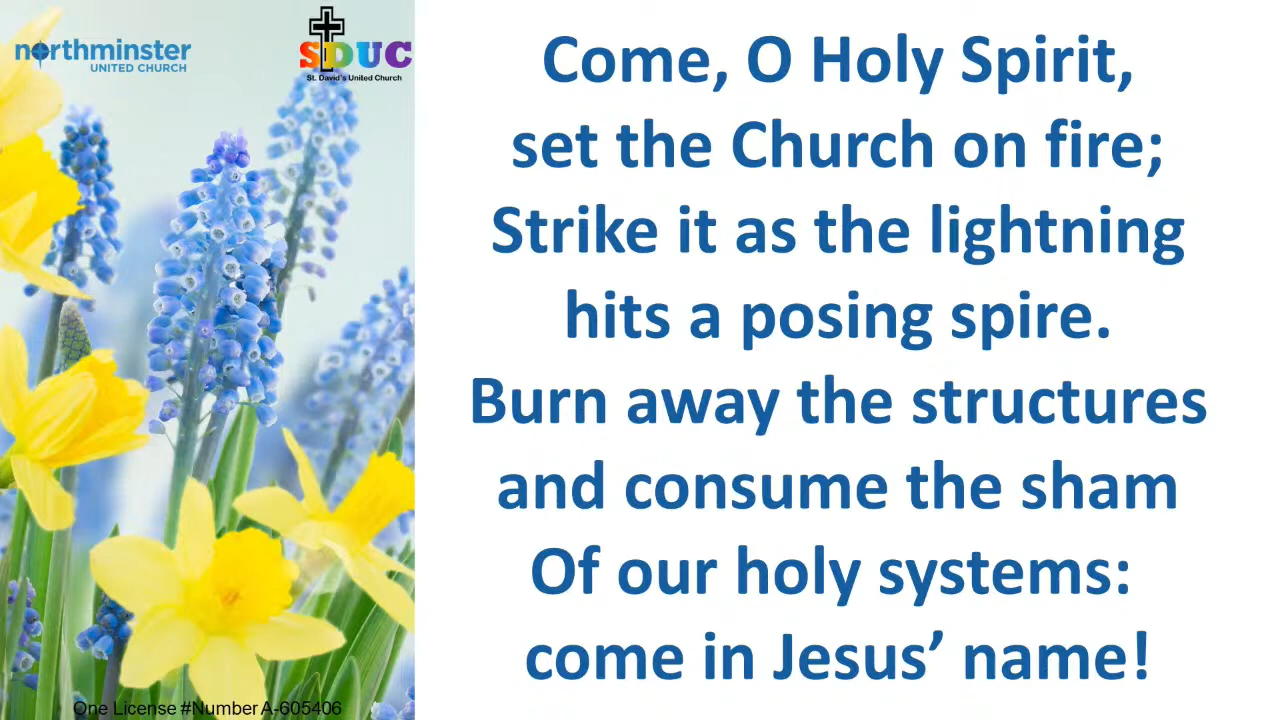 northminster
UNITED CHURCH
SDUC
St. David's United Church
Come, O Holy Spirit,
set the Church on fire;
Strike it as the lightning
hits a posing spire.
Burn away the structures
and consume the sham
Of our holy systems:
come in Jesus’ name!
One License #Number A-605406